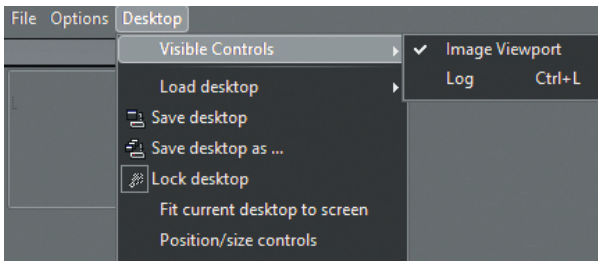 File Options Desktop
Visible Controls
Image Viewport
Log Ctrl+L
Load desktop
Save desktop
Save desktop as ...
Lock desktop
Fit current desktop to screen
Position/size controls